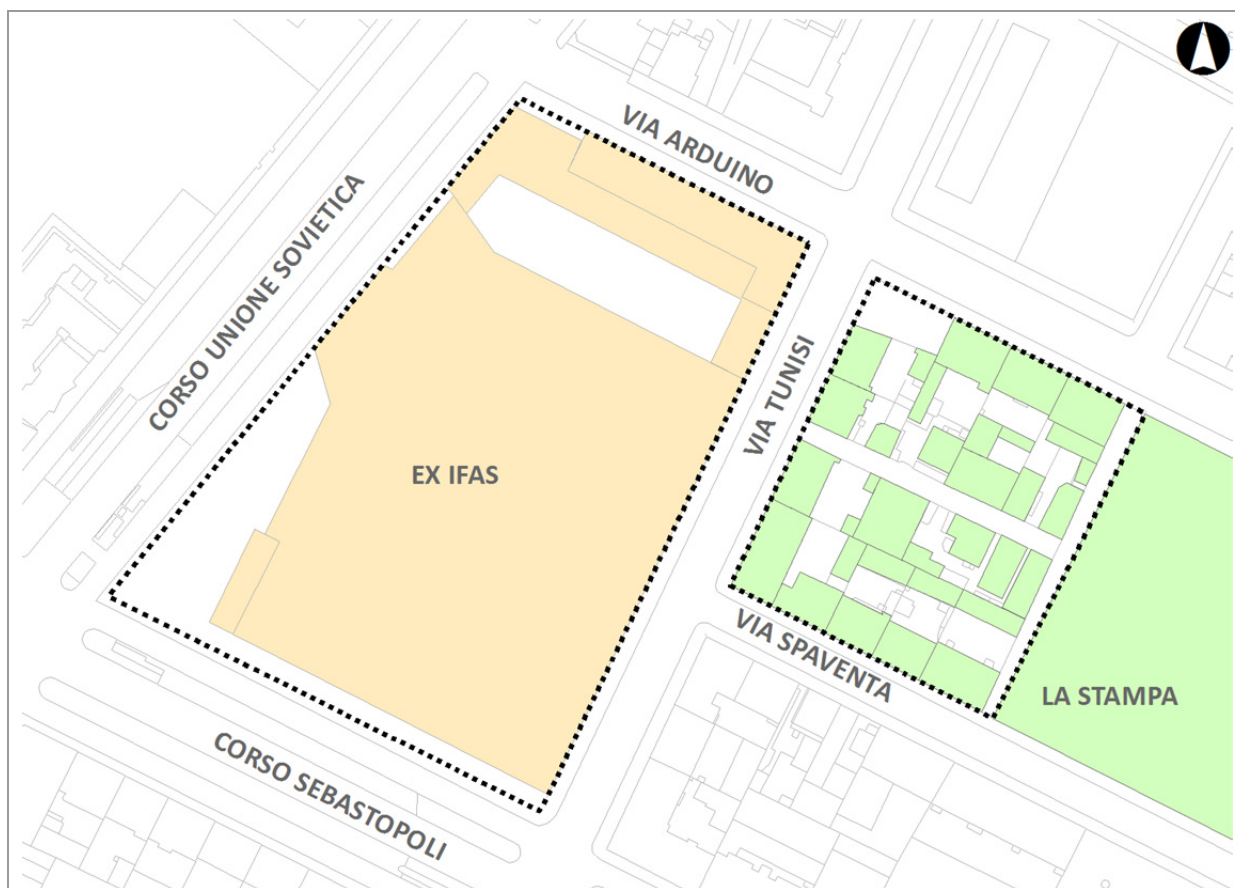 VIA ARDUINO
CORSO UNIONE SOVIETICA
VIA TUNISI
EX IFAS
VIA SPAVENTA
LA STAMPA
CORSO SEBASTOPOLI